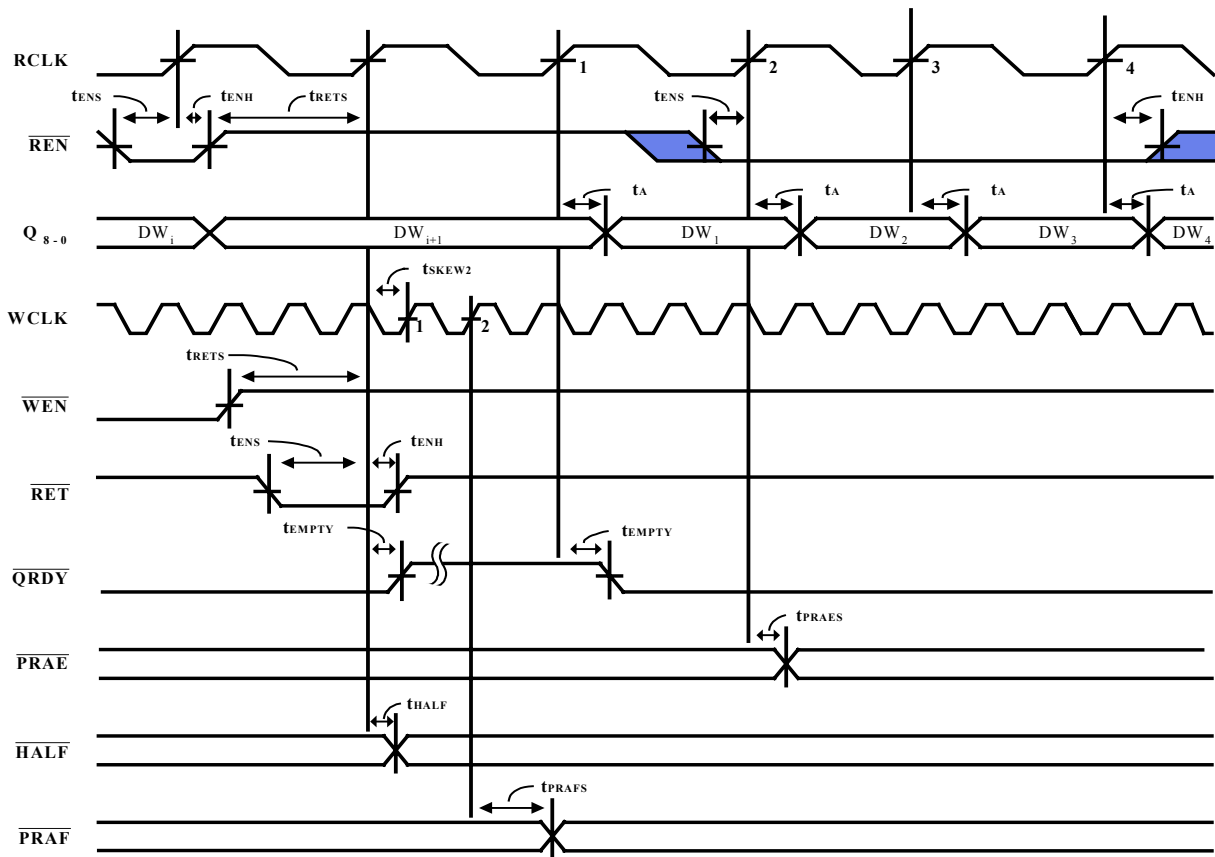 RCLK
1 2 3 4
tENS tENH tRETS tENS tENH
REN
tA tA tA tA
Q 8-0 DWi DWi+1 DW1 DW2 DW3 DW4
tSKEW2
WCLK 1 2
tRETS
WEN
tENS tENH
RET
tEMPTY tEMPTY
QRDY
tPRAES
PRAE
tHALF
HALF
tPRAFS
PRAF